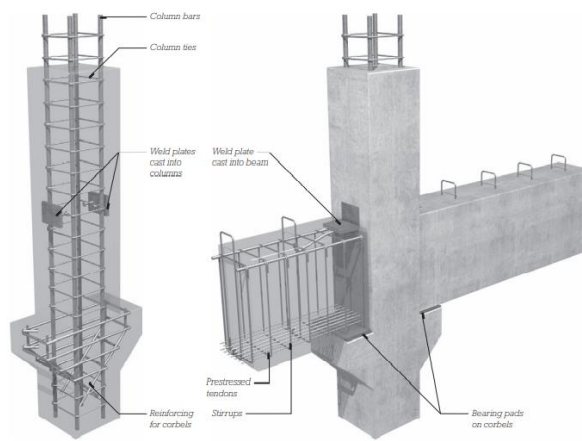 Column bars
Column ties
Weld plates
cast into
columns
Weld plate
cast into beam
Prestressed
tendons
Reinforcing
for corbels
Stirrups
Bearing pads
on corbels